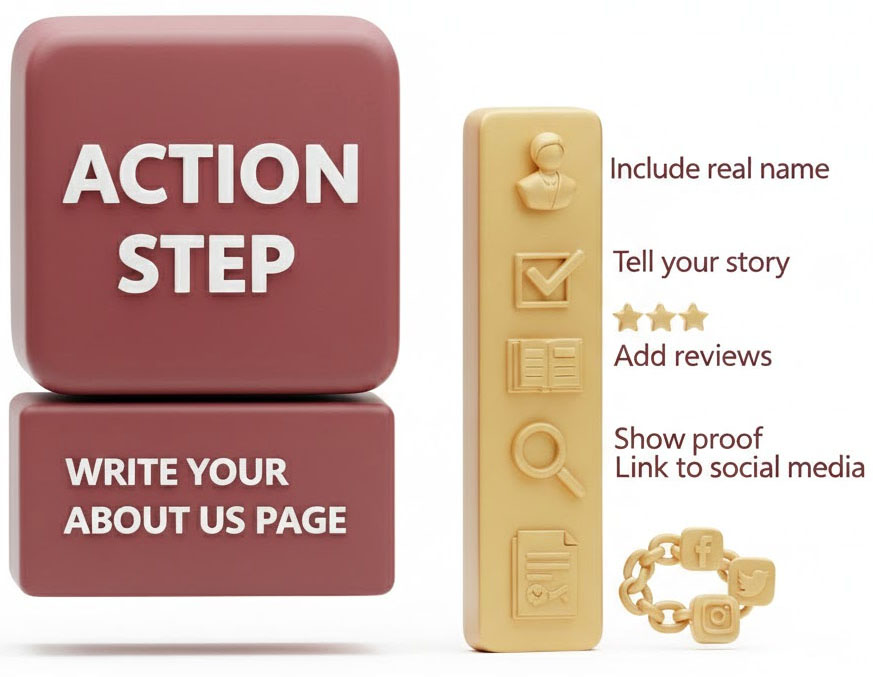 ACTION
STEP
WRITE YOUR
ABOUT US PAGE
Include real name
Tell your story
Add reviews
Show proof
Link to social media